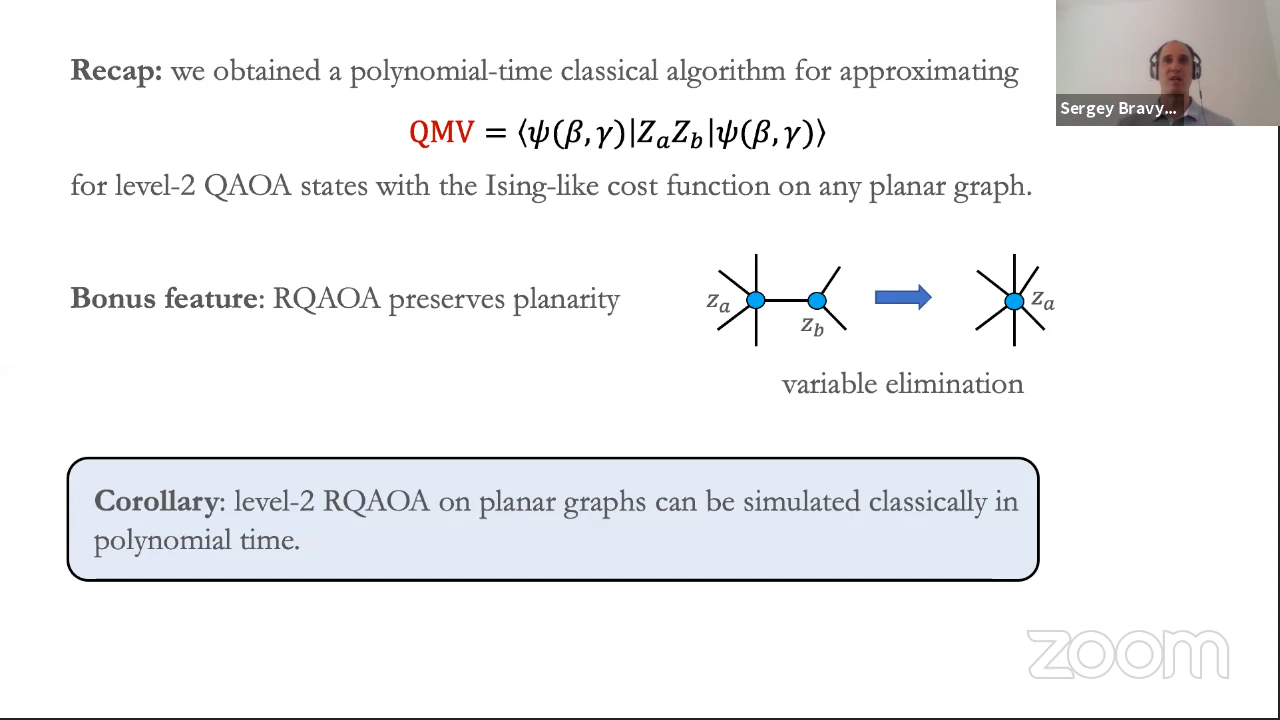 Recap: we obtained a polynomial-time classical algorithm for approximating
QMV = ⟨ψ(β, γ)|Z_a Z_b|ψ(β, γ)⟩
for level-2 QAOA states with the Ising-like cost function on any planar graph.
Sergey Bravy...
Bonus feature: RQAOA preserves planarity
z_a
z_b
z_a
variable elimination
Corollary: level-2 RQAOA on planar graphs can be simulated classically in
polynomial time.
zoom